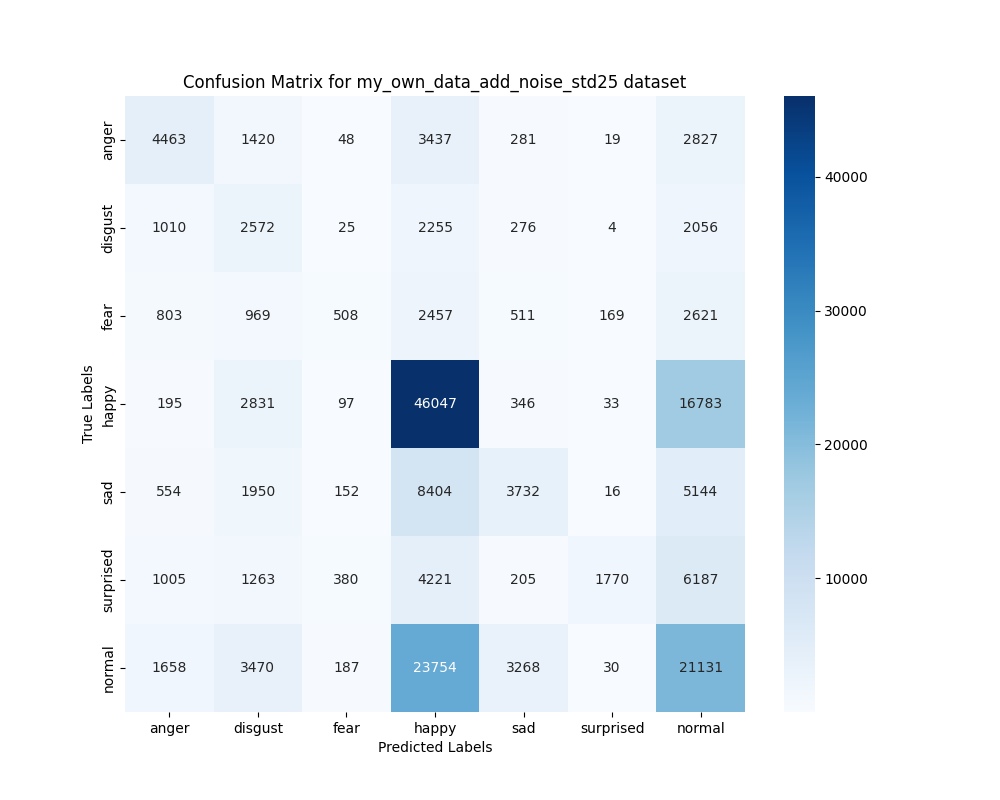 Confusion Matrix for my_own_data_add_noise_std25 dataset
anger 4463 1420 48 3437 281 19 2827
disgust 1010 2572 25 2255 276 4 2056
fear 803 969 508 2457 511 169 2621
happy 195 2831 97 46047 346 33 16783
sad 554 1950 152 8404 3732 16 5144
surprised 1005 1263 380 4221 205 1770 6187
normal 1658 3470 187 23754 3268 30 21131
anger disgust fear happy sad surprised normal
Predicted Labels
True Labels
40000
30000
20000
10000